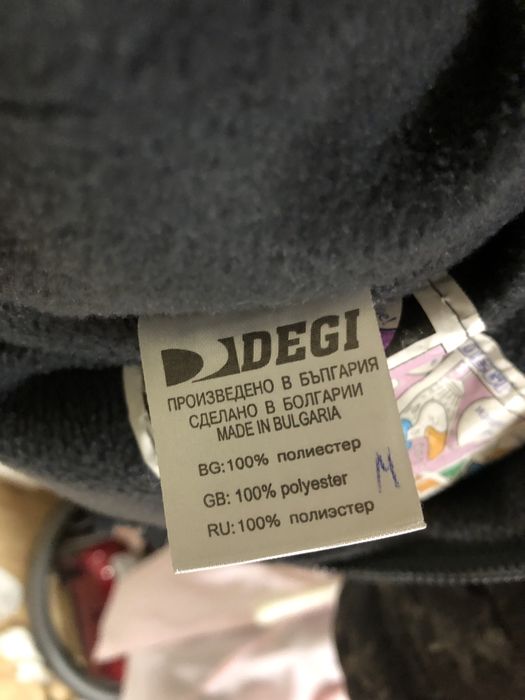 DEGI
ПРОИЗВЕДЕНО В БЪЛГАРИЯ
СДЕЛАНО В БОЛГАРИИ
MADE IN BULGARIA
BG:100% полиестер
GB: 100% polyester
RU:100% полиэстер
M